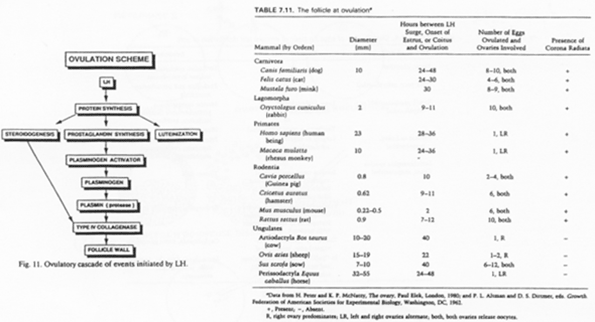 OVULATION SCHEME
LH
PROTEIN SYNTHESIS
STEROIDOGENESIS PROSTAGLANDIN SYNTHESIS LUTEINIZATION
PLASMINOGEN ACTIVATOR
PLASMINOGEN
PLASMIN (protease)
TYPE IV COLLAGENASE
FOLLICLE WALL
Fig. 11. Ovulatory cascade of events initiated by LH.
TABLE 7.11. The follicle at ovulation*
Mammal (by Orders) Diameter (mm) Hours between LH Surge, Onset of Estrus, or Coitus and Ovulation Number of Eggs Ovulated and Ovaries Involved Presence of Corona Radiata
Carnivora
Canis familiaris (dog) 10 24–48 8–10, both +
Felis catus (cat) 24–30 4–6, both +
Mustela furo (mink) 30 8–9, both +
Lagomorpha
Oryctolagus cuniculus 2 9–11 10, both +
(rabbit)
Primates
Homo sapiens (human 23 28–36 1, LR +
being)
Macaca mulatta 10 24–36 1, LR +
(rhesus monkey)
Rodentia
Cavia porcellus 0.8 10 2–4, both +
(Guinea pig)
Cricetus auratus 0.62 9–11 6, both +
(hamster)
Mus musculus (mouse) 0.22–0.5 2 6, both +
Rattus rattus (rat) 0.9 7–12 10, both +
Ungulates
Artiodactyla Bos taurus 10–20 40 1, R –
(cow)
Ovis aries (sheep) 15–19 22 1–2, R –
Sus scrofa (sow) 7–10 40 6–12, both –
Perissodactyla Equus 32–55 24–48 1, LR –
caballus (horse)
*Data from H. Peters and K. P. McNatty, The ovary; Paul Elek, London, 1980; and P. L. Altman and D. S. Dittmer, eds. Growth
Federation of American Societies for Experimental Biology, Washington, DC, 1962.
+, Present; –, Absent.
R, right ovary predominates; LR, left and right ovaries alternate, both, both ovaries release oocytes.